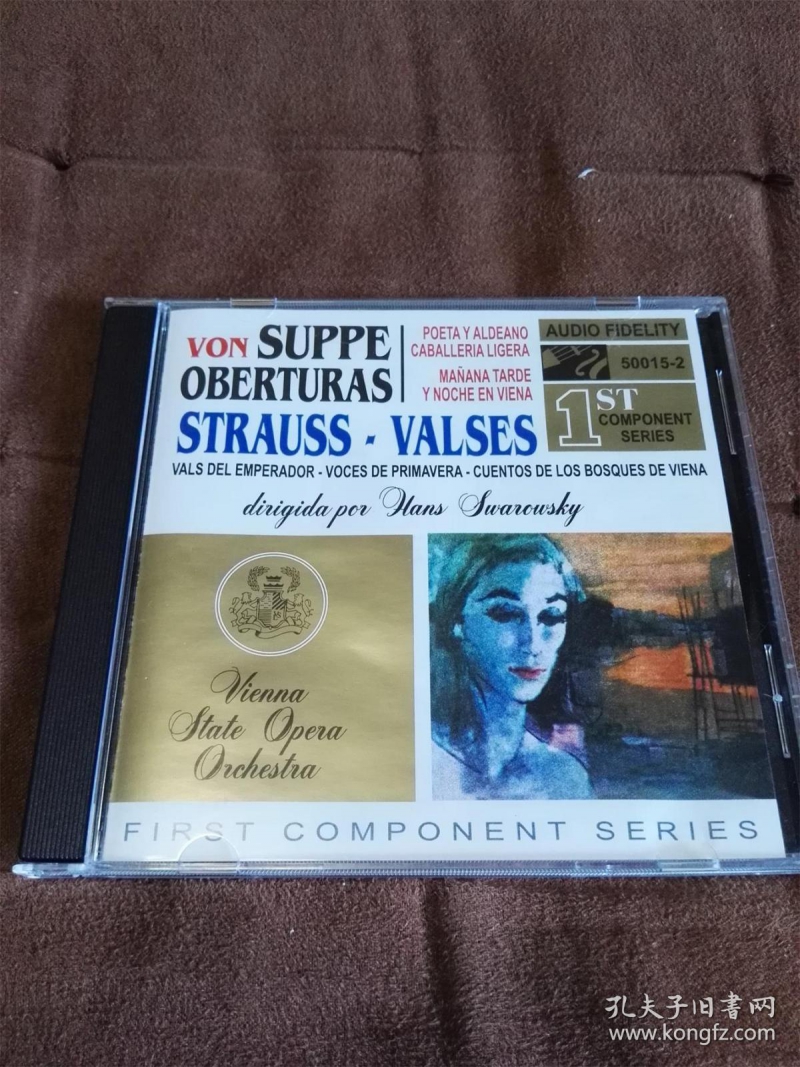 VON SUPPE
OBERTURAS
POETA Y ALDEANO
CABALLERIA LIGERA
MAÑANA TARDE
Y NOCHE EN VIENA
AUDIO FIDELITY
50015-2
1ST
COMPONENT
SERIES
STRAUSS - VALSES
VALS DEL EMPERADOR - VOCES DE PRIMAVERA - CUENTOS DE LOS BOSQUES DE VIENA
dirigida por Hans Swarowsky
Vienna
State Opera
Orchestra
FIRST COMPONENT SERIES
孔夫子旧書网
www.kongfz.com